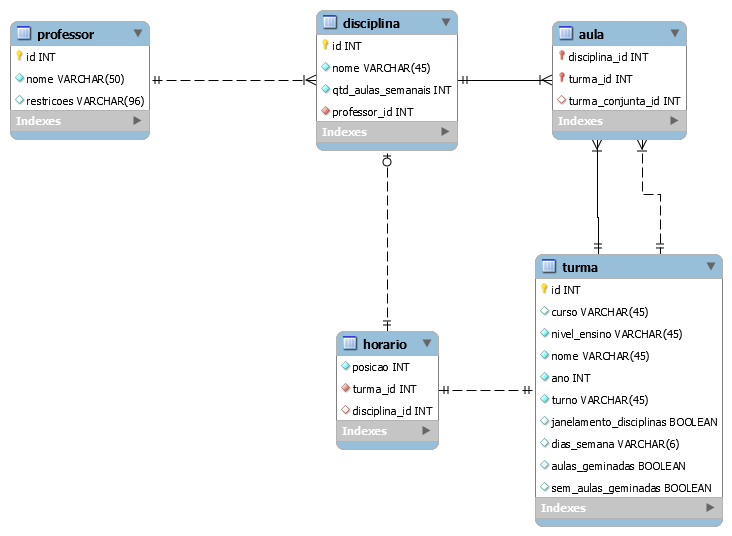 professor
id INT
nome VARCHAR(50)
restricoes VARCHAR(96)
Indexes
disciplina
id INT
nome VARCHAR(45)
qtd_aulas_semanais INT
professor_id INT
Indexes
aula
disciplina_id INT
turma_id INT
turma_conjunta_id INT
Indexes
horario
posicao INT
turma_id INT
disciplina_id INT
Indexes
turma
id INT
curso VARCHAR(45)
nivel_ensino VARCHAR(45)
nome VARCHAR(45)
ano INT
turno VARCHAR(45)
janelamento_disciplinas BOOLEAN
dias_semana VARCHAR(6)
aulas_geminadas BOOLEAN
sem_aulas_geminadas BOOLEAN
Indexes